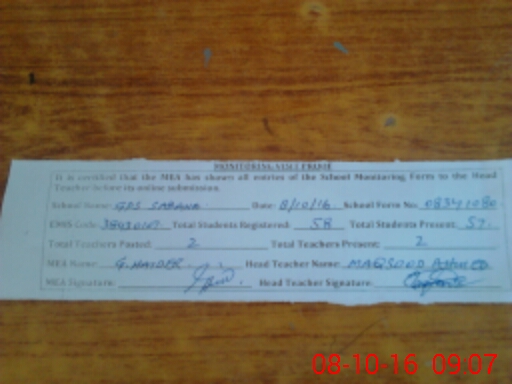 MONITORING VISIT PROOF
It is certified that the MEA has shown all entries of the School Monitoring Form to the Head
Teacher before its online submission.
School Name: GPS SABANA Date: 8/10/16 School Form No. 08341080
EMIS Code: Total Students Registered: 58 Total Students Present: 57
Total Teachers Posted: 2 Total Teachers Present: 2
MEA Name: G. HAIDER Head Teacher Name: MAQSOOD AHMED
MEA Signature: Head Teacher Signature:
08-10-16 09:07